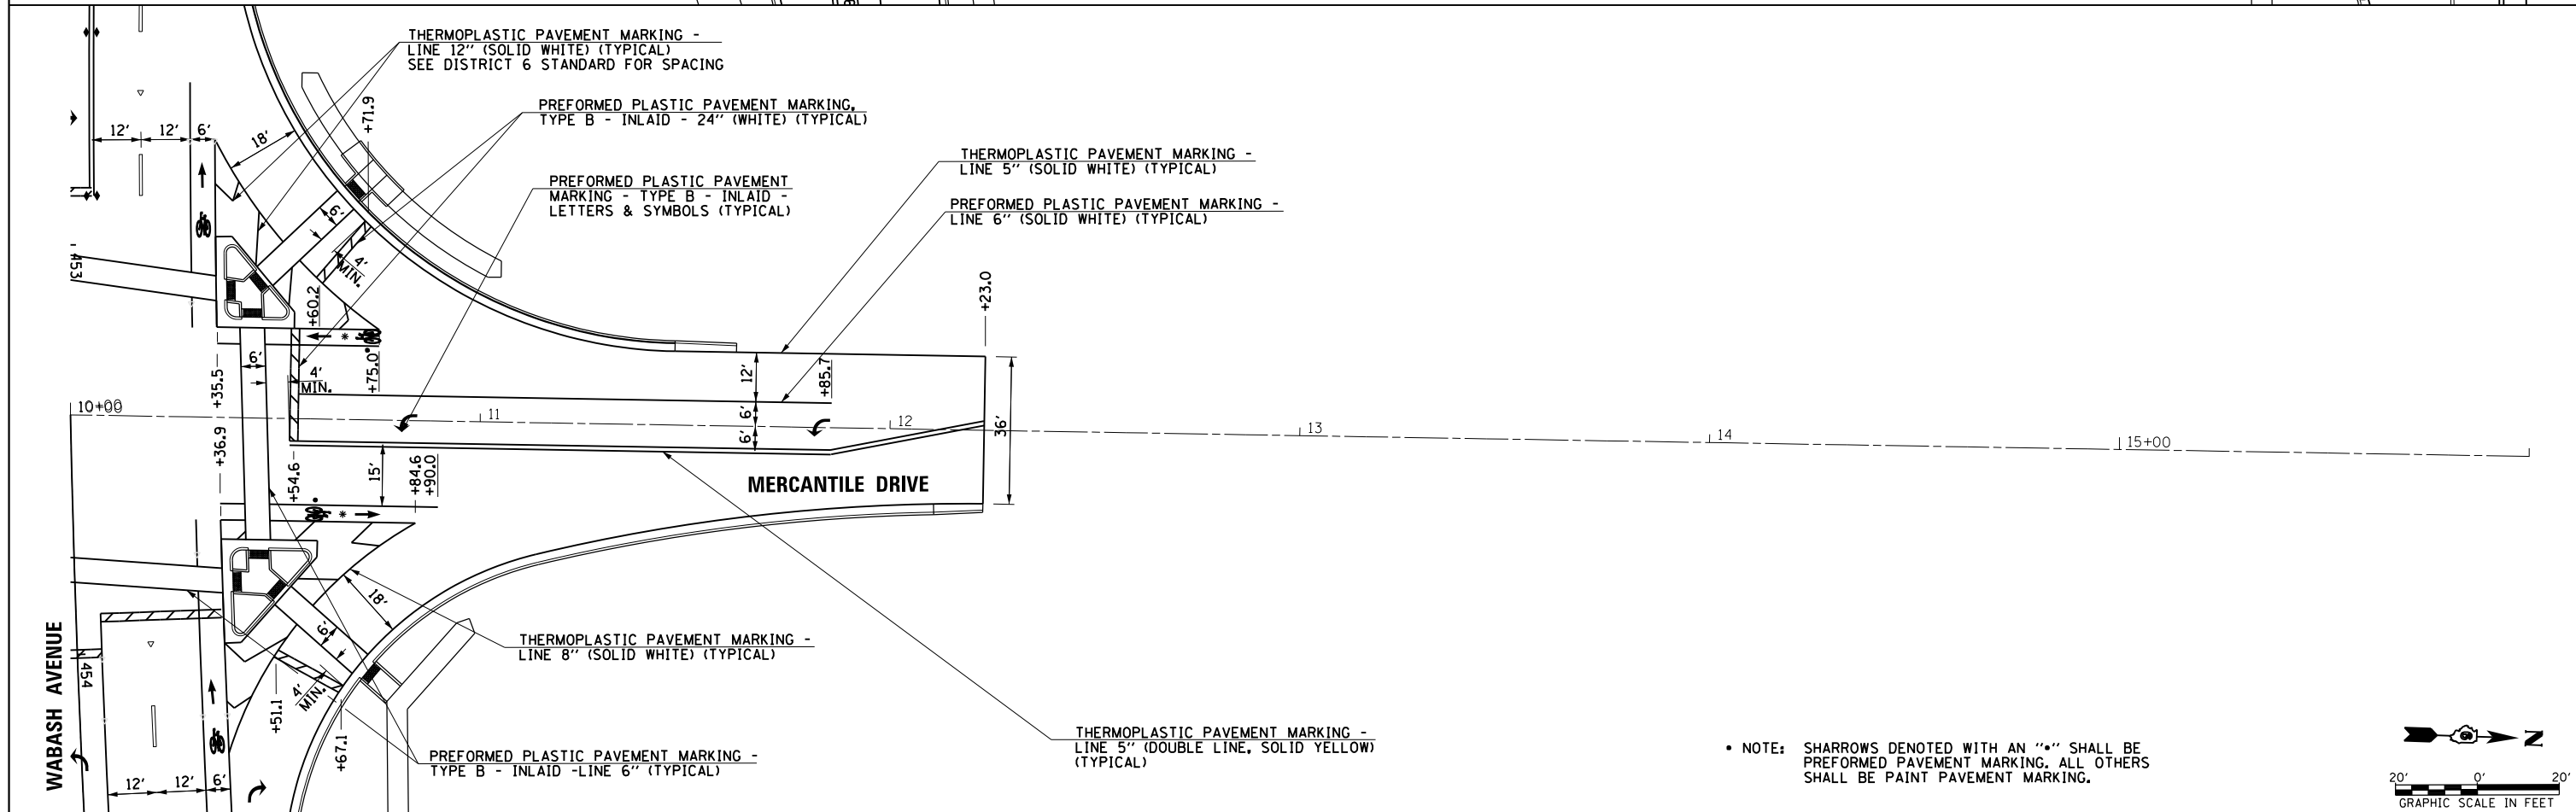 THERMOPLASTIC PAVEMENT MARKING -
LINE 12" (SOLID WHITE) (TYPICAL)
SEE DISTRICT 6 STANDARD FOR SPACING
PREFORMED PLASTIC PAVEMENT MARKING,
TYPE B - INLAID - 24" (WHITE) (TYPICAL)
PREFORMED PLASTIC PAVEMENT
MARKING - TYPE B - INLAID -
LETTERS & SYMBOLS (TYPICAL)
THERMOPLASTIC PAVEMENT MARKING -
LINE 5" (SOLID WHITE) (TYPICAL)
PREFORMED PLASTIC PAVEMENT MARKING -
LINE 6" (SOLID WHITE) (TYPICAL)
12' 12' 6'
18'
+71.9
6'
4'
MIN.
453
+60.2
+23.0
6'
4'
MIN.
+35.5
+75.0
12'
+85.7
10+00
11
6'
12
36'
13
14
15+00
6'
+36.9
+54.6
15'
+84.6
+90.0
MERCANTILE DRIVE
18'
6'
4'
MIN.
THERMOPLASTIC PAVEMENT MARKING -
LINE 8" (SOLID WHITE) (TYPICAL)
WABASH AVENUE
454
+51.1
+67.1
PREFORMED PLASTIC PAVEMENT MARKING -
TYPE B - INLAID -LINE 6" (TYPICAL)
12' 12' 6'
THERMOPLASTIC PAVEMENT MARKING -
LINE 5" (DOUBLE LINE, SOLID YELLOW)
(TYPICAL)
• NOTE: SHARROWS DENOTED WITH AN "•" SHALL BE
PREFORMED PAVEMENT MARKING. ALL OTHERS
SHALL BE PAINT PAVEMENT MARKING.
N
20' 0' 20'
GRAPHIC SCALE IN FEET